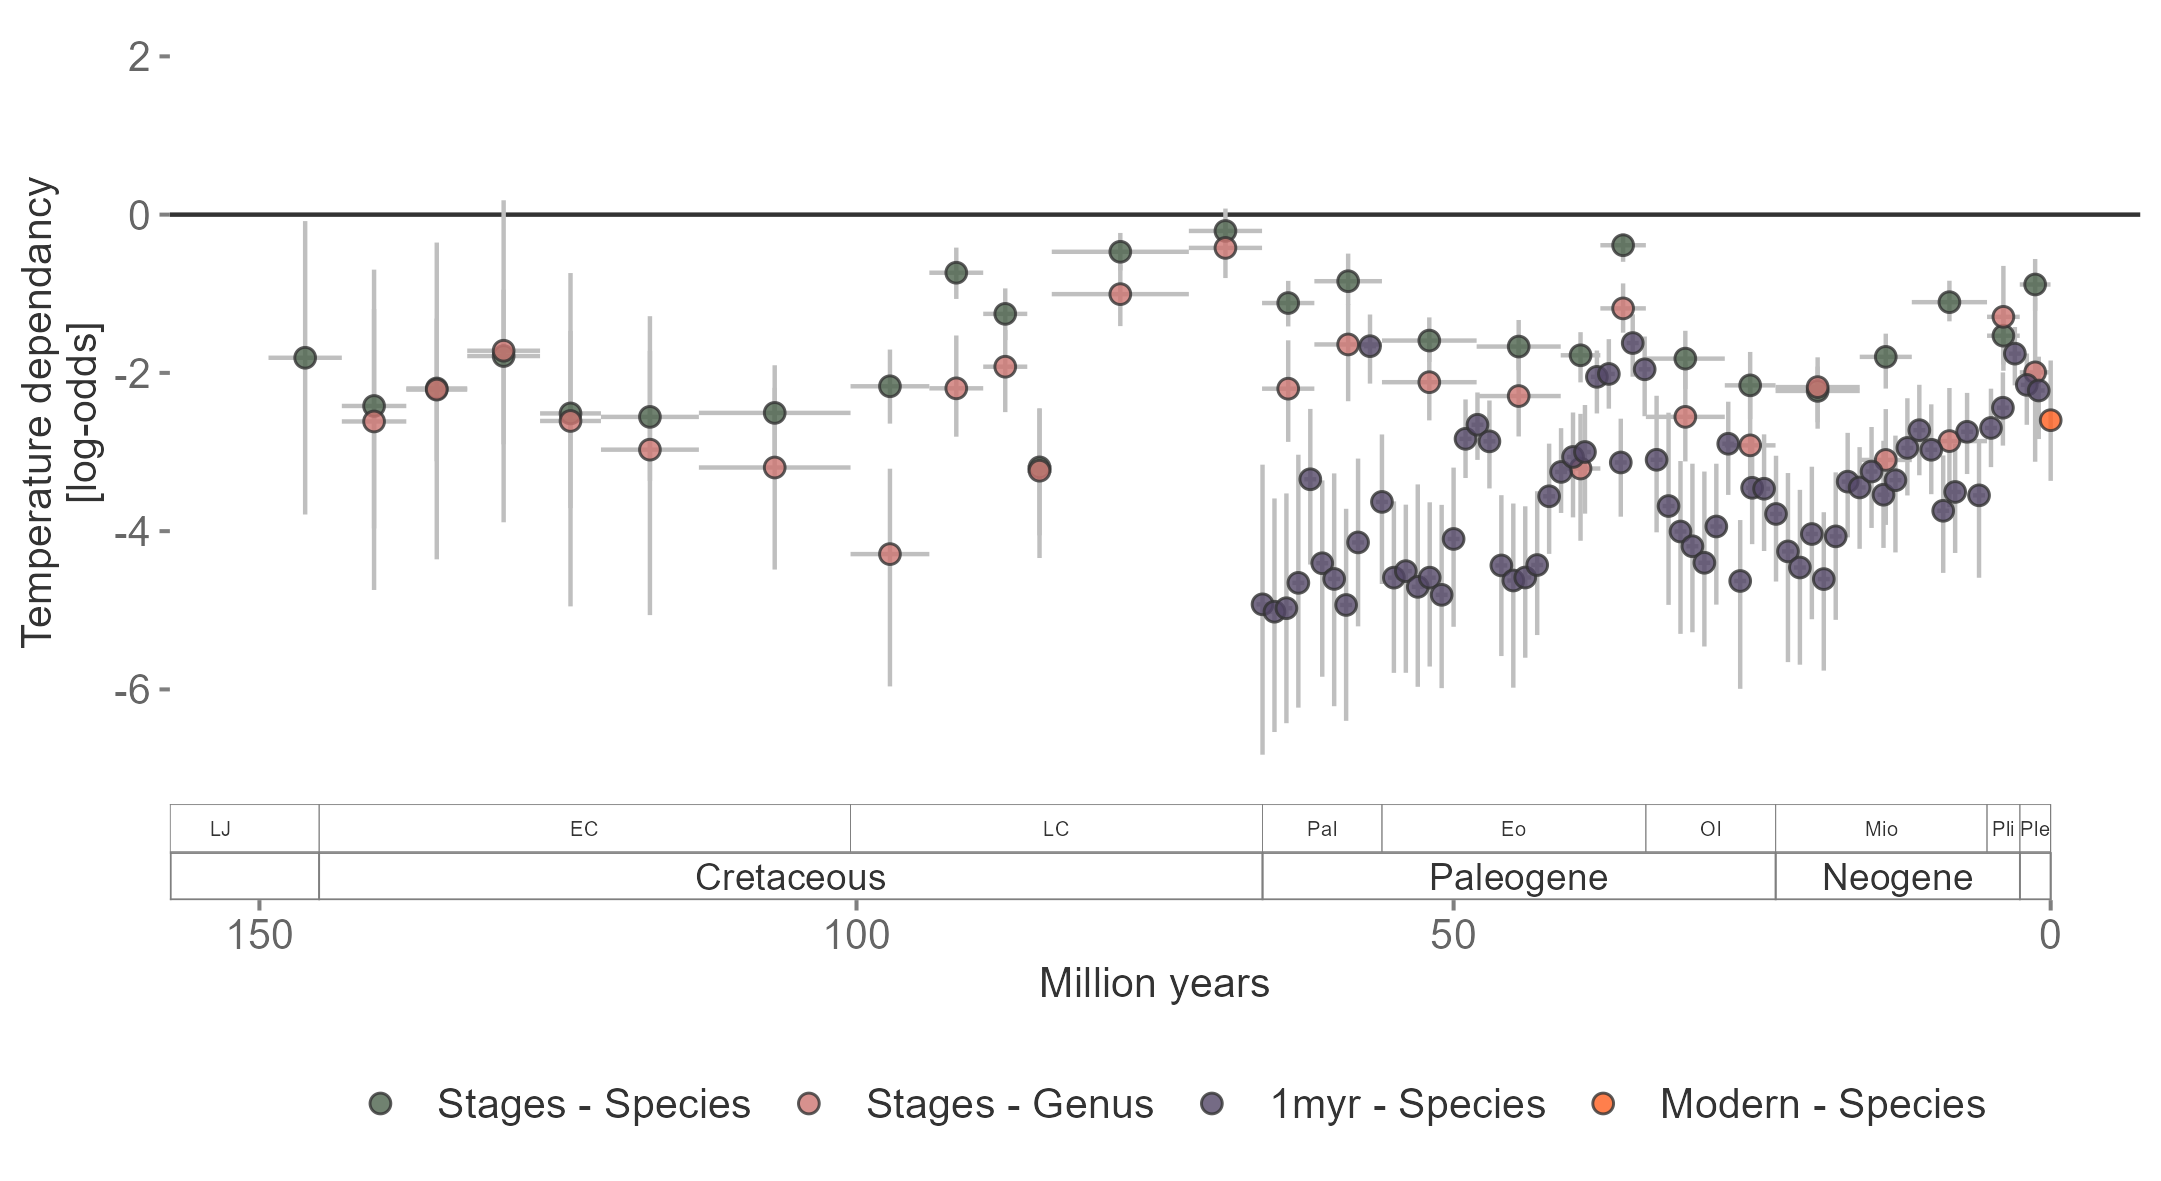 2
0
-2
-4
-6
Temperature dependancy
[log-odds]
LJ
EC
LC
Pal
Eo
Ol
Mio
Pli
Ple
Cretaceous
Paleogene
Neogene
150
100
50
0
Million years
Stages - Species
Stages - Genus
1myr - Species
Modern - Species